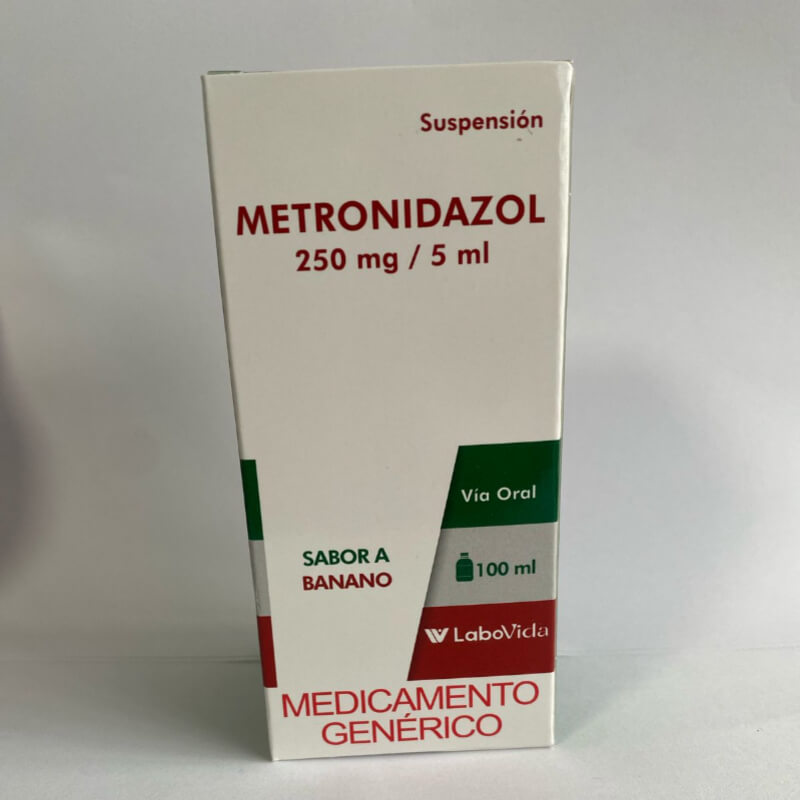 Suspensión
METRONIDAZOL
250 mg / 5 ml
Vía Oral
SABOR A
BANANO
100 ml
LaboVida
MEDICAMENTO
GENÉRICO